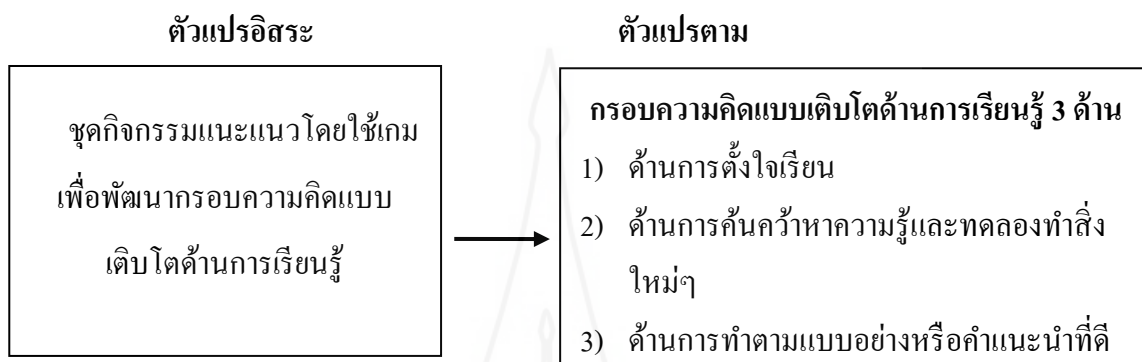 ตัวแปรอิสระ
ตัวแปรตาม
ชุดกิจกรรมแนะแนวโดยใช้เกม
เพื่อพัฒนากรอบความคิดแบบ
เติบโตด้านการเรียนรู้
กรอบความคิดแบบเติบโตด้านการเรียนรู้ 3 ด้าน
1) ด้านการตั้งใจเรียน
2) ด้านการค้นคว้าหาความรู้และทดลองทำสิ่ง
ใหม่ๆ
3) ด้านการทำตามแบบอย่างหรือคำแนะนำที่ดี